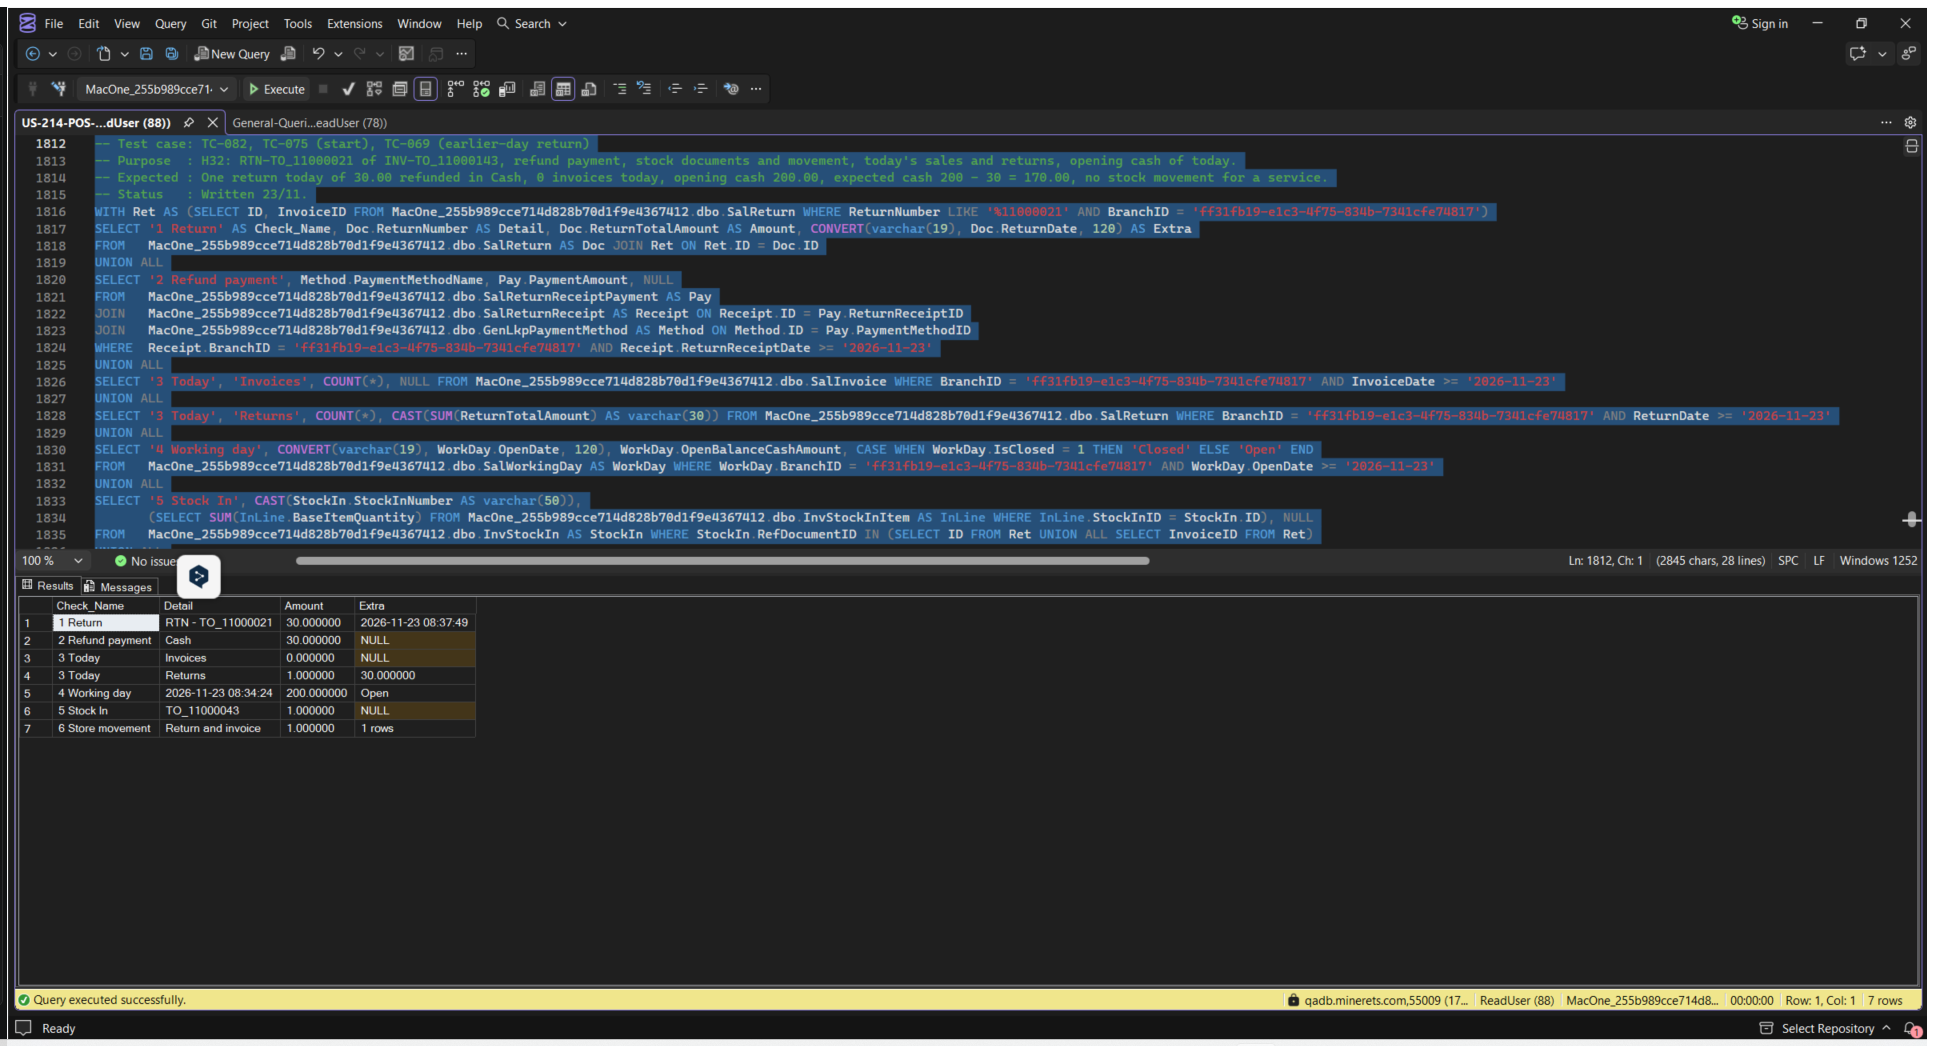 File Edit View Query Git Project Tools Extensions Window Help Search Sign in
New Query
MacOne_255b989cce71 Execute
US-214-POS-...dUser (88)) General-Queri...eadUser (78))
1812 -- Test case: TC-082, TC-075 (start), TC-069 (earlier-day return)
1813 -- Purpose : H32: RTN-TO_11000021 of INV-TO_11000143, refund payment, stock documents and movement, today's sales and returns, opening cash of today.
1814 -- Expected : One return today of 30.00 refunded in Cash, 0 invoices today, opening cash 200.00, expected cash 200 - 30 = 170.00, no stock movement for a service.
1815 -- Status : Written 23/11.
1816 WITH Ret AS (SELECT ID, InvoiceID FROM MacOne_255b989cce714d828b70d1f9e4367412.dbo.SalReturn WHERE ReturnNumber LIKE '%11000021' AND BranchID = 'ff31fb19-e1c3-4f75-834b-7341cfe74817')
1817 SELECT '1 Return' AS Check_Name, Doc.ReturnNumber AS Detail, Doc.ReturnTotalAmount AS Amount, CONVERT(varchar(19), Doc.ReturnDate, 120) AS Extra
1818 FROM MacOne_255b989cce714d828b70d1f9e4367412.dbo.SalReturn AS Doc JOIN Ret ON Ret.ID = Doc.ID
1819 UNION ALL
1820 SELECT '2 Refund payment', Method.PaymentMethodName, Pay.PaymentAmount, NULL
1821 FROM MacOne_255b989cce714d828b70d1f9e4367412.dbo.SalReturnReceiptPayment AS Pay
1822 JOIN MacOne_255b989cce714d828b70d1f9e4367412.dbo.SalReturnReceipt AS Receipt ON Receipt.ID = Pay.ReturnReceiptID
1823 JOIN MacOne_255b989cce714d828b70d1f9e4367412.dbo.GenLkpPaymentMethod AS Method ON Method.ID = Pay.PaymentMethodID
1824 WHERE Receipt.BranchID = 'ff31fb19-e1c3-4f75-834b-7341cfe74817' AND Receipt.ReturnReceiptDate >= '2026-11-23'
1825 UNION ALL
1826 SELECT '3 Today', 'Invoices', COUNT(*), NULL FROM MacOne_255b989cce714d828b70d1f9e4367412.dbo.SalInvoice WHERE BranchID = 'ff31fb19-e1c3-4f75-834b-7341cfe74817' AND InvoiceDate >= '2026-11-23'
1827 UNION ALL
1828 SELECT '3 Today', 'Returns', COUNT(*), CAST(SUM(ReturnTotalAmount) AS varchar(30)) FROM MacOne_255b989cce714d828b70d1f9e4367412.dbo.SalReturn WHERE BranchID = 'ff31fb19-e1c3-4f75-834b-7341cfe74817' AND ReturnDate >= '2026-11-23'
1829 UNION ALL
1830 SELECT '4 Working day', CONVERT(varchar(19), WorkDay.OpenDate, 120), WorkDay.OpenBalanceCashAmount, CASE WHEN WorkDay.IsClosed = 1 THEN 'Closed' ELSE 'Open' END
1831 FROM MacOne_255b989cce714d828b70d1f9e4367412.dbo.SalWorkingDay AS WorkDay WHERE WorkDay.BranchID = 'ff31fb19-e1c3-4f75-834b-7341cfe74817' AND WorkDay.OpenDate >= '2026-11-23'
1832 UNION ALL
1833 SELECT '5 Stock In', CAST(StockIn.StockInNumber AS varchar(50)),
1834 (SELECT SUM(InLine.BaseItemQuantity) FROM MacOne_255b989cce714d828b70d1f9e4367412.dbo.InvStockInItem AS InLine WHERE InLine.StockInID = StockIn.ID), NULL
1835 FROM MacOne_255b989cce714d828b70d1f9e4367412.dbo.InvStockIn AS StockIn WHERE StockIn.RefDocumentID IN (SELECT ID FROM Ret UNION ALL SELECT InvoiceID FROM Ret)
100 % No issue Ln: 1812, Ch: 1 (2845 chars, 28 lines) SPC LF Windows 1252
Results Messages
Check_Name Detail Amount Extra
1 1 Return RTN - TO_11000021 30.000000 2026-11-23 08:37:49
2 2 Refund payment Cash 30.000000 NULL
3 3 Today Invoices 0.000000 NULL
4 3 Today Returns 1.000000 30.000000
5 4 Working day 2026-11-23 08:34:24 200.000000 Open
6 5 Stock In TO_11000043 1.000000 NULL
7 6 Store movement Return and invoice 1.000000 1 rows
Query executed successfully. qadb.minerets.com,55009 (17... ReadUser (88) MacOne_255b989cce714d8... 00:00:00 Row: 1, Col: 1 7 rows
Ready Select Repository 1